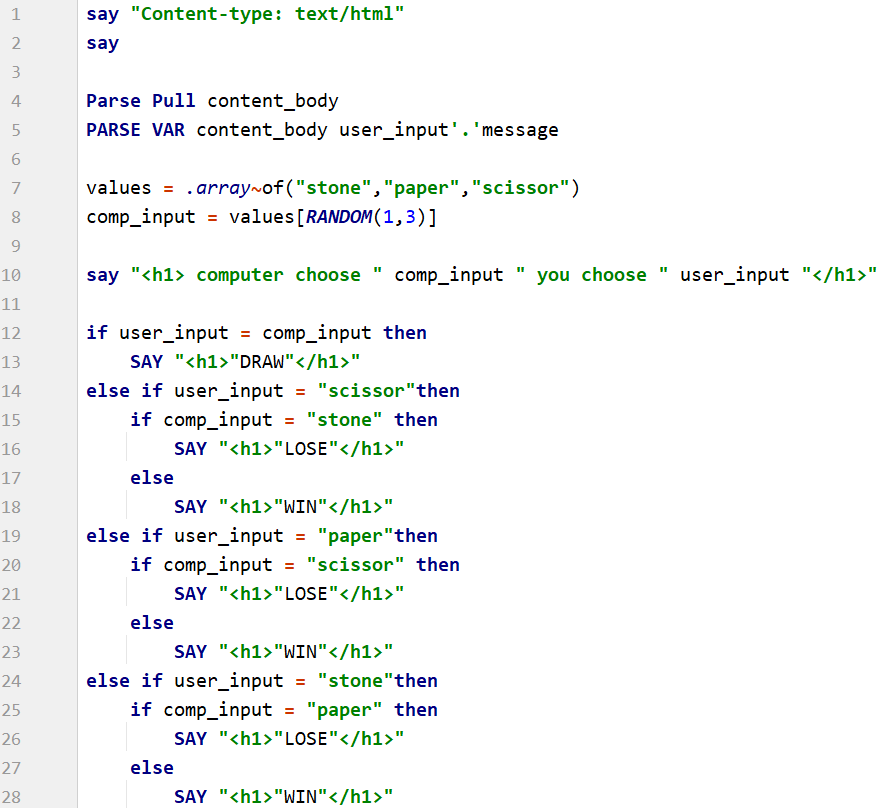 1 say "Content-type: text/html"
2 say
3
4 Parse Pull content_body
5 PARSE VAR content_body user_input'.'message
6
7 values = .array~of("stone","paper","scissor")
8 comp_input = values[RANDOM(1,3)]
9
10 say "<h1> computer choose " comp_input " you choose " user_input "</h1>"
11
12 if user_input = comp_input then
13     SAY "<h1>"DRAW"</h1>"
14 else if user_input = "scissor"then
15     if comp_input = "stone" then
16         SAY "<h1>"LOSE"</h1>"
17     else
18         SAY "<h1>"WIN"</h1>"
19 else if user_input = "paper"then
20     if comp_input = "scissor" then
21         SAY "<h1>"LOSE"</h1>"
22     else
23         SAY "<h1>"WIN"</h1>"
24 else if user_input = "stone"then
25     if comp_input = "paper" then
26         SAY "<h1>"LOSE"</h1>"
27     else
28         SAY "<h1>"WIN"</h1>"